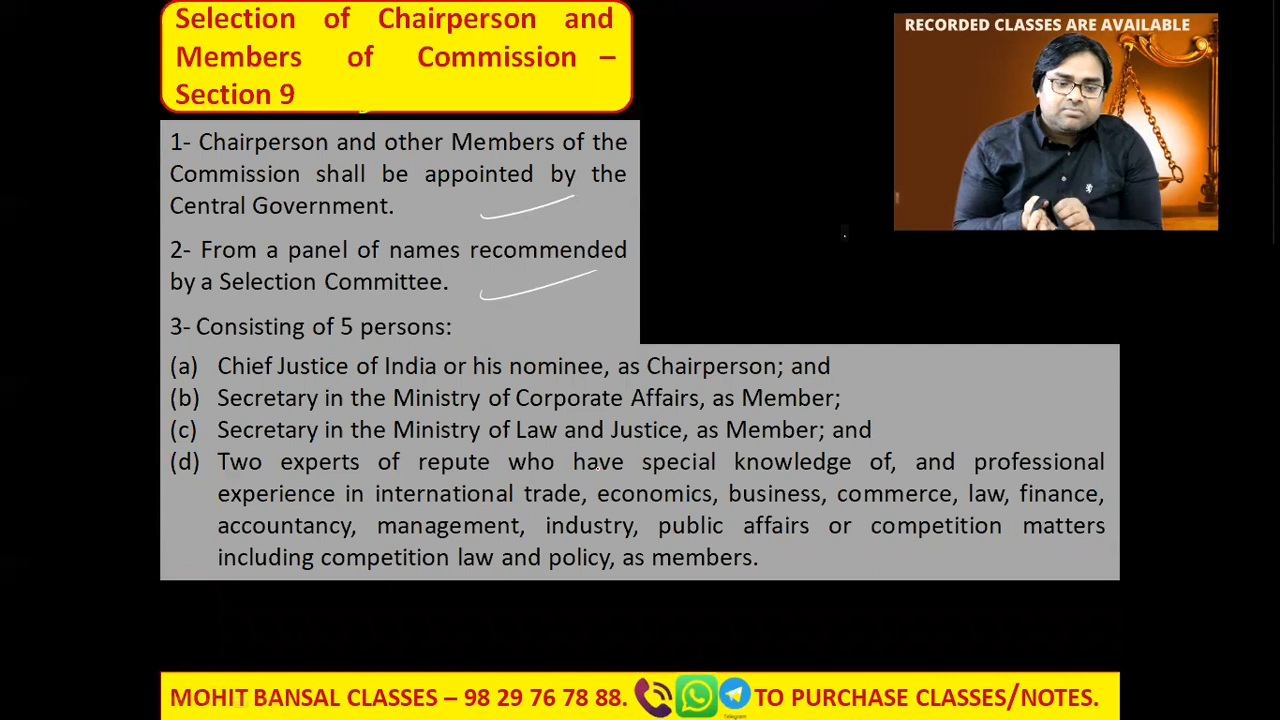 Selection of Chairperson and
Members of Commission –
Section 9
RECORDED CLASSES ARE AVAILABLE
1- Chairperson and other Members of the
Commission shall be appointed by the
Central Government.
2- From a panel of names recommended
by a Selection Committee.
3- Consisting of 5 persons:
(a) Chief Justice of India or his nominee, as Chairperson; and
(b) Secretary in the Ministry of Corporate Affairs, as Member;
(c) Secretary in the Ministry of Law and Justice, as Member; and
(d) Two experts of repute who have special knowledge of, and professional
experience in international trade, economics, business, commerce, law, finance,
accountancy, management, industry, public affairs or competition matters
including competition law and policy, as members.
MOHIT BANSAL CLASSES – 98 29 76 78 88. TO PURCHASE CLASSES/NOTES.
Telegram